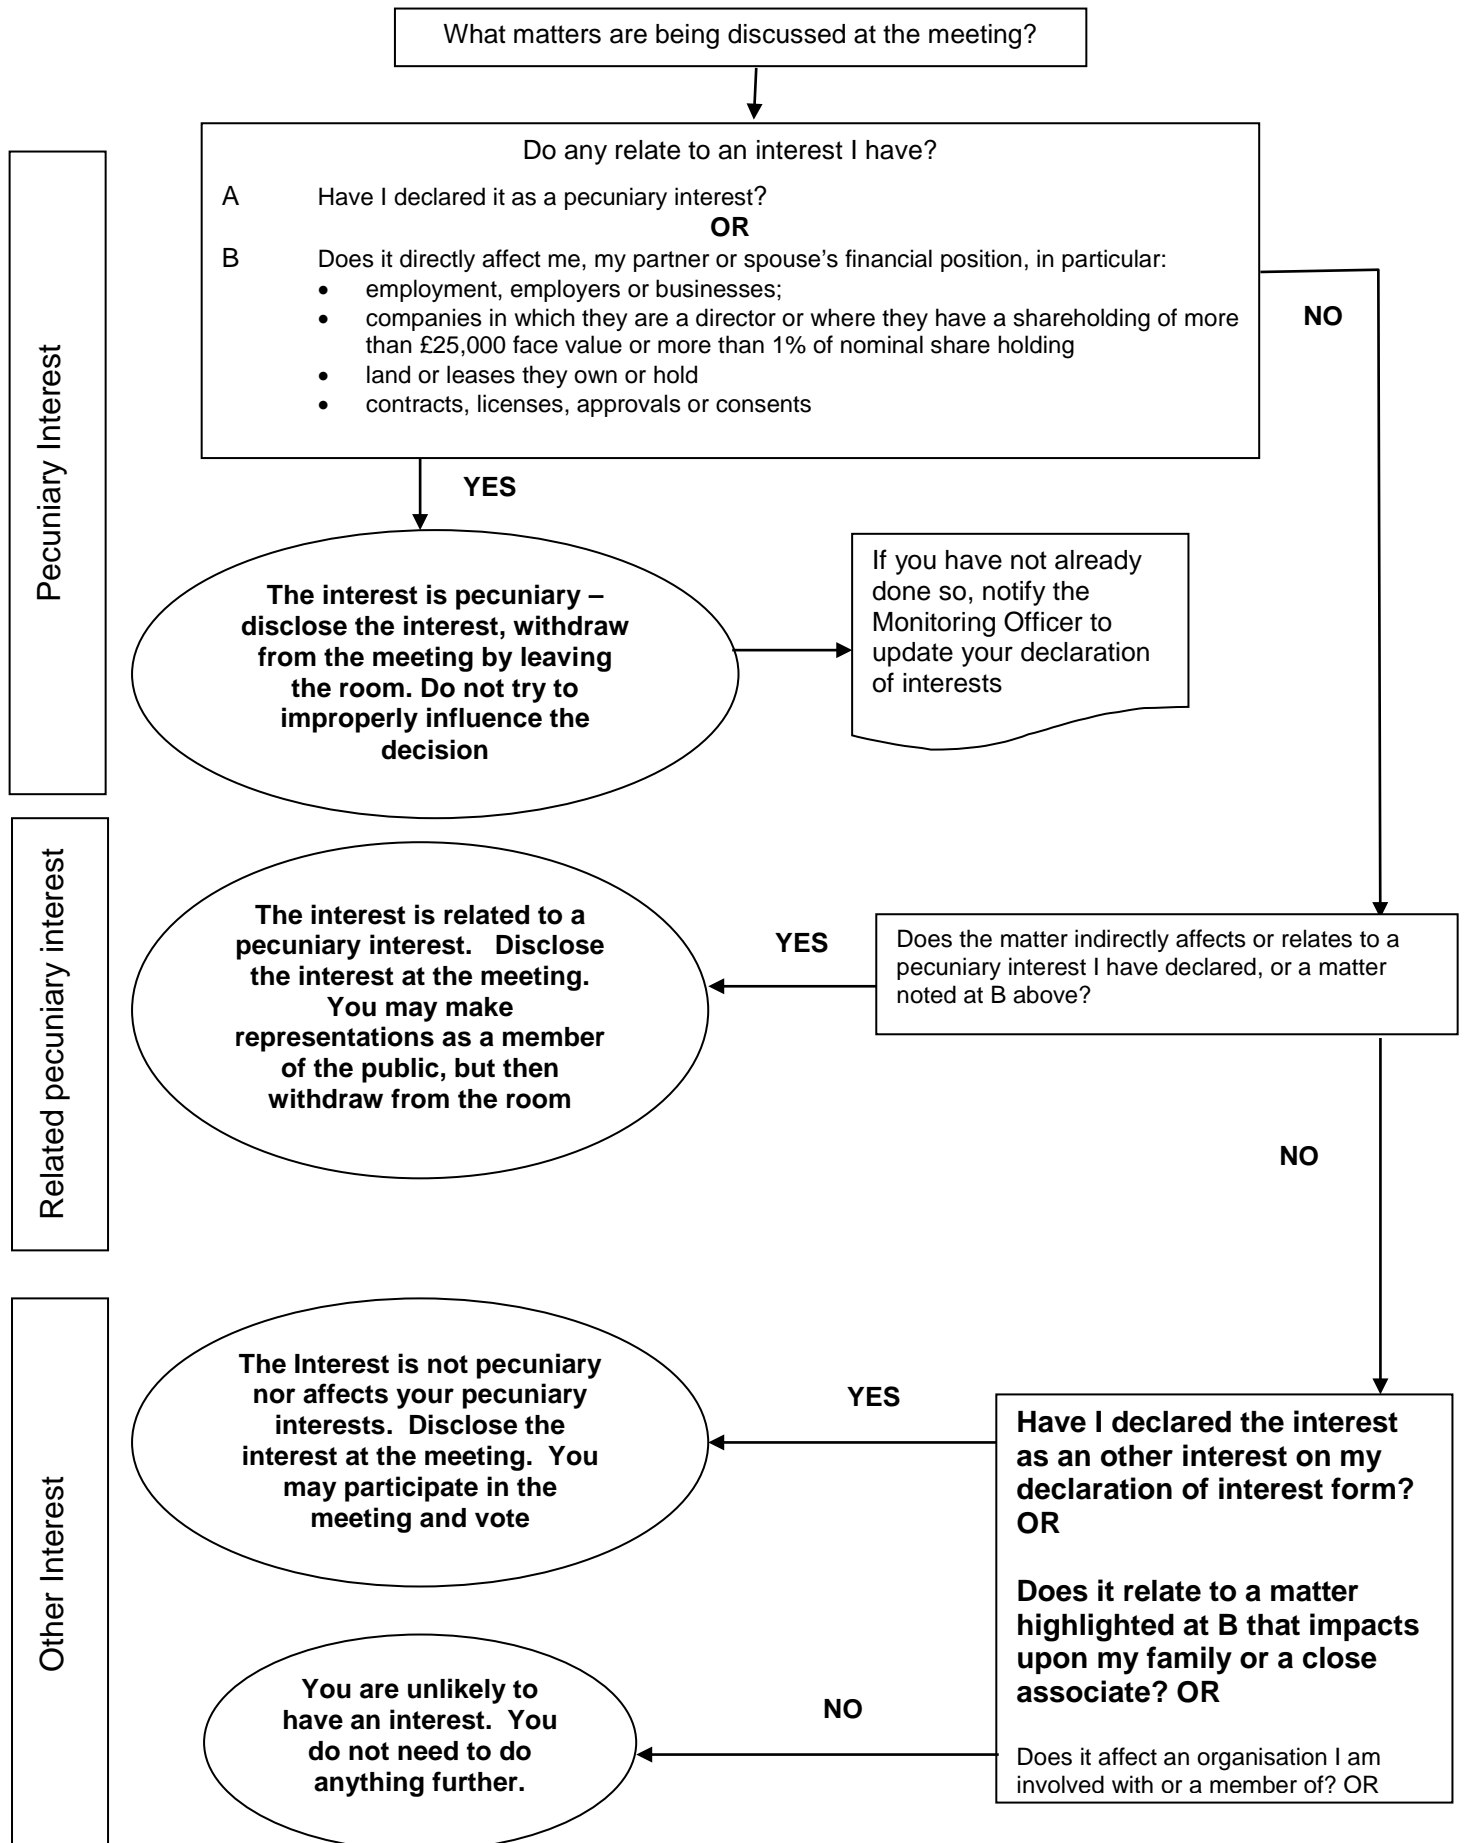 What matters are being discussed at the meeting?
Pecuniary Interest
Do any relate to an interest I have?
A Have I declared it as a pecuniary interest?
OR
B Does it directly affect me, my partner or spouse's financial position, in particular:
• employment, employers or businesses;
• companies in which they are a director or where they have a shareholding of more
than £25,000 face value or more than 1% of nominal share holding
• land or leases they own or hold
• contracts, licenses, approvals or consents
NO
YES
The interest is pecuniary –
disclose the interest, withdraw
from the meeting by leaving
the room. Do not try to
improperly influence the
decision
If you have not already
done so, notify the
Monitoring Officer to
update your declaration
of interests
Related pecuniary interest
The interest is related to a
pecuniary interest. Disclose
the interest at the meeting.
You may make
representations as a member
of the public, but then
withdraw from the room
YES
Does the matter indirectly affects or relates to a
pecuniary interest I have declared, or a matter
noted at B above?
NO
Other Interest
The Interest is not pecuniary
nor affects your pecuniary
interests. Disclose the
interest at the meeting. You
may participate in the
meeting and vote
YES
Have I declared the interest
as an other interest on my
declaration of interest form?
OR
Does it relate to a matter
highlighted at B that impacts
upon my family or a close
associate? OR
Does it affect an organisation I am
involved with or a member of? OR
NO
You are unlikely to
have an interest. You
do not need to do
anything further.